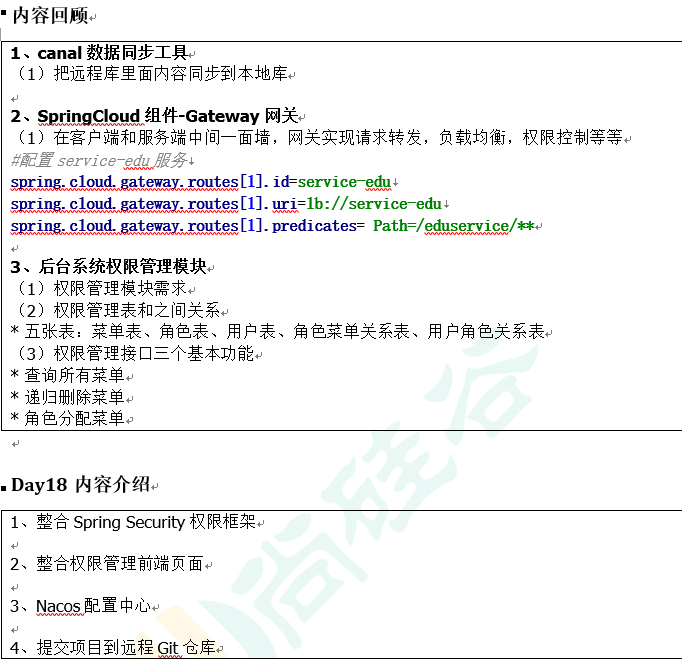 内容回顾
1、canal 数据同步工具
（1）把远程库里面内容同步到本地库
2、SpringCloud 组件-Gateway 网关
（1）在客户端和服务端中间一面墙，网关实现请求转发，负载均衡，权限控制等等
#配置 service-edu 服务
spring.cloud.gateway.routes[1].id=service-edu
spring.cloud.gateway.routes[1].uri=lb://service-edu
spring.cloud.gateway.routes[1].predicates= Path=/eduservice/**
3、后台系统权限管理模块
（1）权限管理模块需求
（2）权限管理表和之间关系
* 五张表：菜单表、角色表、用户表、角色菜单关系表、用户角色关系表
（3）权限管理接口三个基本功能
* 查询所有菜单
* 递归删除菜单
* 角色分配菜单
Day18 内容介绍
1、整合 Spring Security 权限框架
2、整合权限管理前端页面
3、Nacos 配置中心
4、提交项目到远程 Git 仓库
尚硅谷